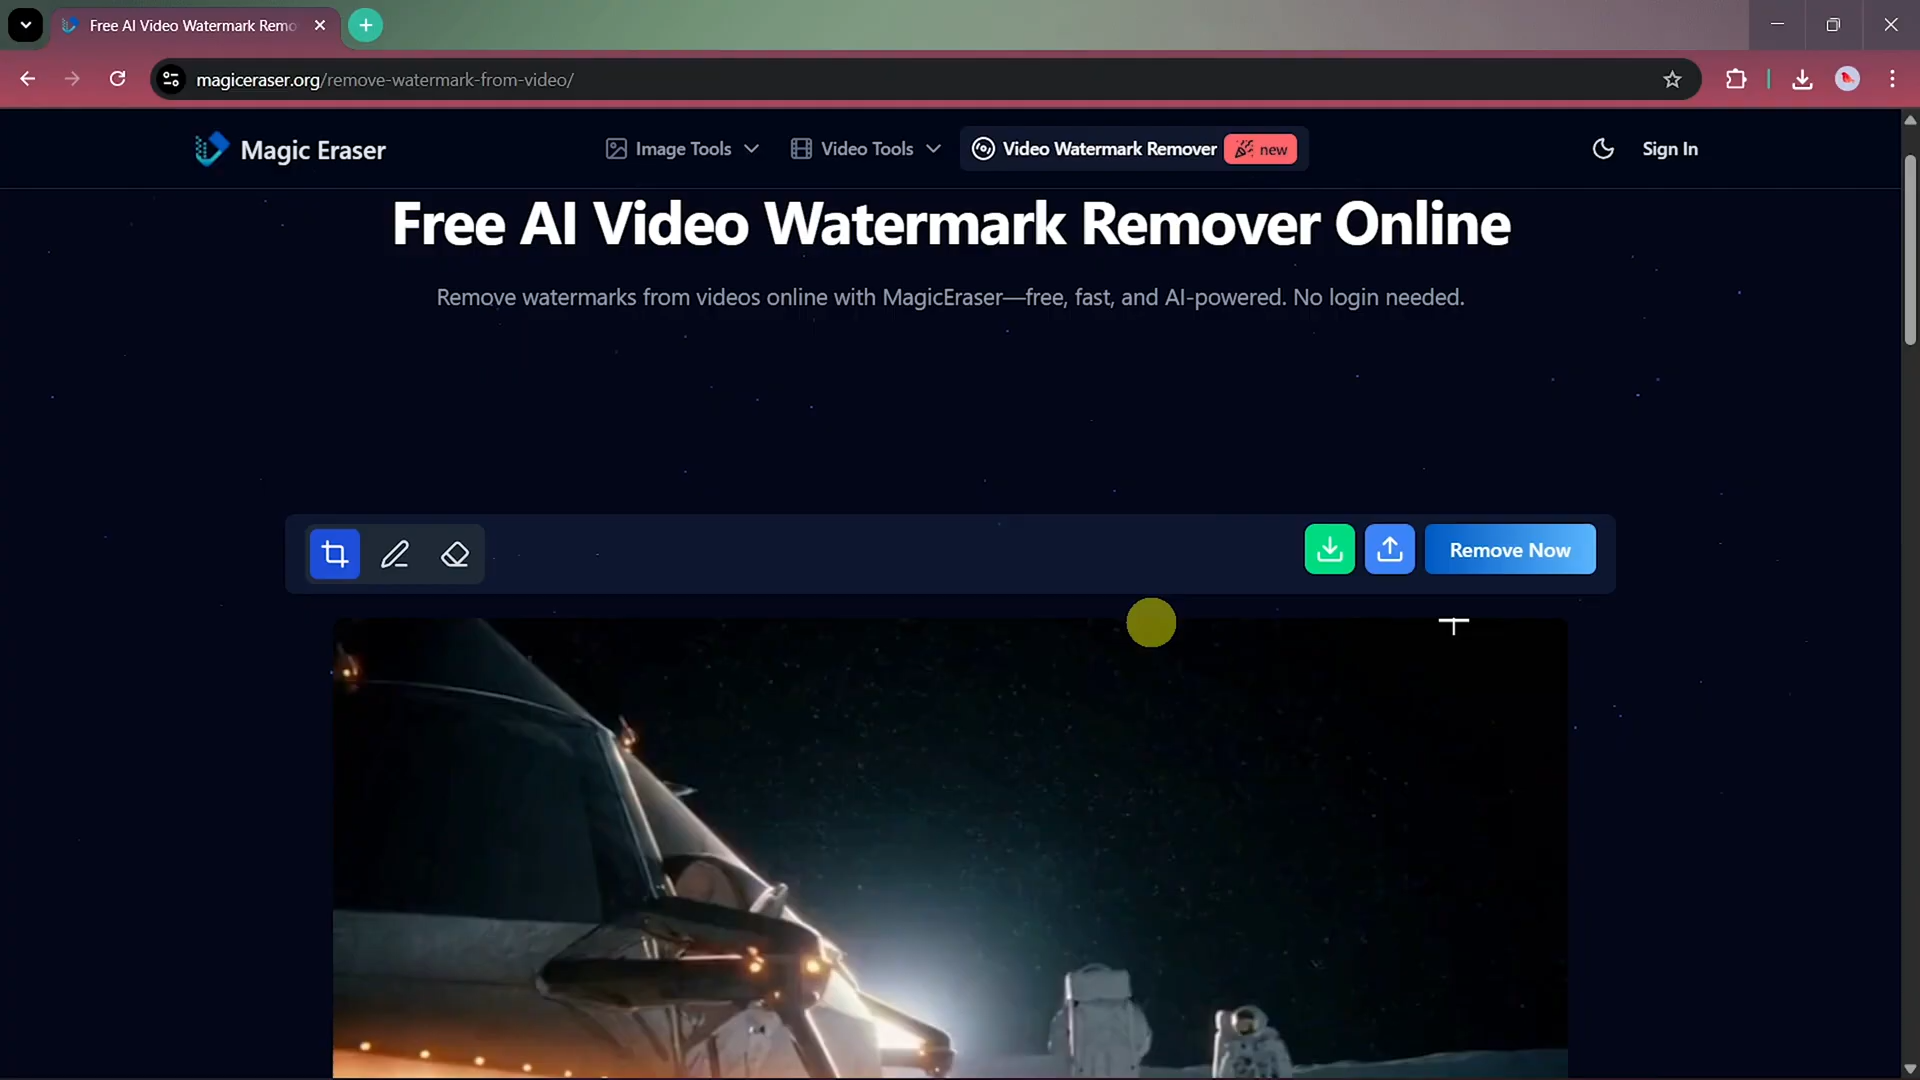 Free AI Video Watermark Remo
magiceraser.org/remove-watermark-from-video/
Magic Eraser
Image Tools
Video Tools
Video Watermark Remover
new
Sign In
Free AI Video Watermark Remover Online
Remove watermarks from videos online with MagicEraser—free, fast, and AI-powered. No login needed.
Remove Now